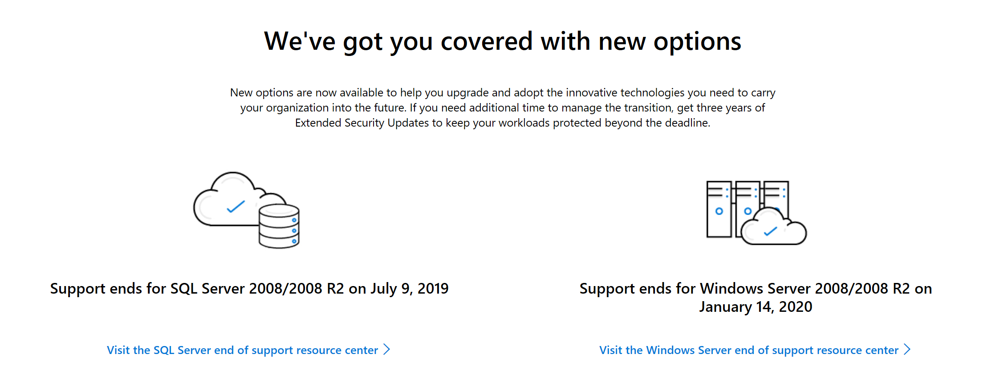 We've got you covered with new options
New options are now available to help you upgrade and adopt the innovative technologies you need to carry
your organization into the future. If you need additional time to manage the transition, get three years of
Extended Security Updates to keep your workloads protected beyond the deadline.
Support ends for SQL Server 2008/2008 R2 on July 9, 2019
Visit the SQL Server end of support resource center
Support ends for Windows Server 2008/2008 R2 on
January 14, 2020
Visit the Windows Server end of support resource center